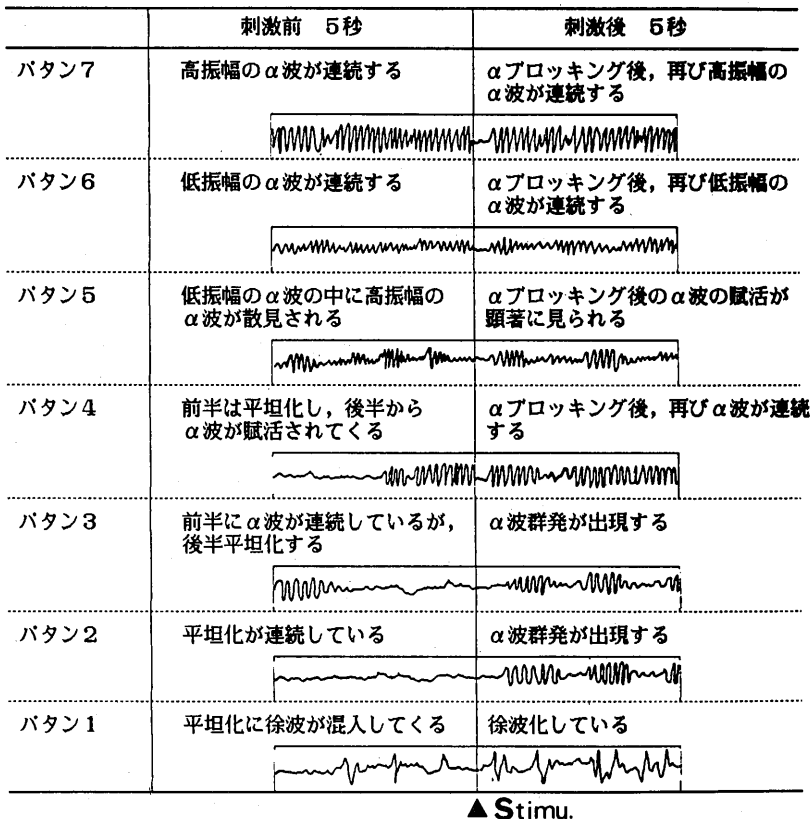 刺激前 5秒
刺激後 5秒
パタン7
高振幅のα波が連続する
αブロッキング後，再び高振幅の
α波が連続する
パタン6
低振幅のα波が連続する
αブロッキング後，再び低振幅の
α波が連続する
パタン5
低振幅のα波の中に高振幅の
α波が散見される
αブロッキング後のα波の賦活が
顕著に見られる
パタン4
前半は平坦化し，後半から
α波が賦活されてくる
αブロッキング後，再びα波が連続
する
パタン3
前半にα波が連続しているが，
後半平坦化する
α波群発が出現する
パタン2
平坦化が連続している
α波群発が出現する
パタン1
平坦化に徐波が混入してくる
徐波化している
▲ Stimu.